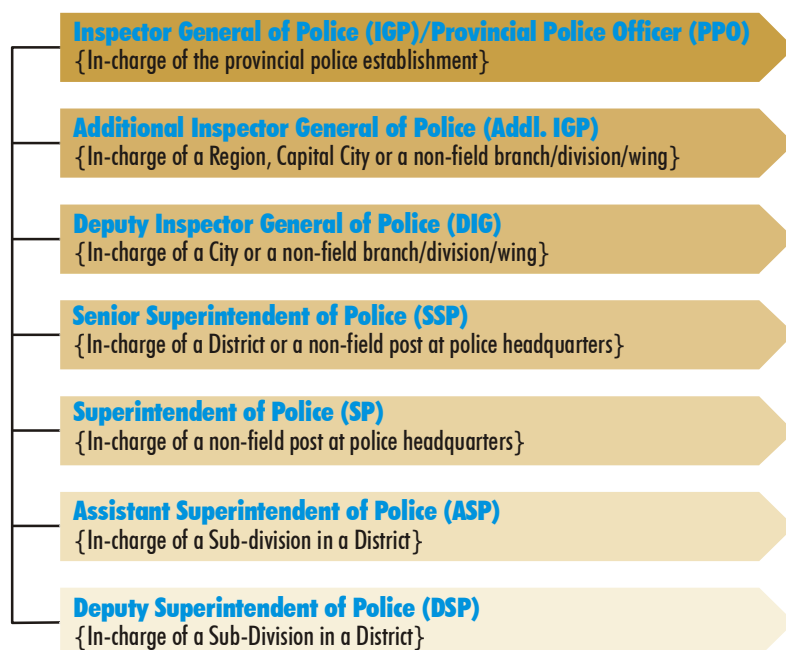 Inspector General of Police (IGP)/Provincial Police Officer (PPO)
{In-charge of the provincial police establishment}
Additional Inspector General of Police (Addl. IGP)
{In-charge of a Region, Capital City or a non-field branch/division/wing}
Deputy Inspector General of Police (DIG)
{In-charge of a City or a non-field branch/division/wing}
Senior Superintendent of Police (SSP)
{In-charge of a District or a non-field post at police headquarters}
Superintendent of Police (SP)
{In-charge of a non-field post at police headquarters}
Assistant Superintendent of Police (ASP)
{In-charge of a Sub-division in a District}
Deputy Superintendent of Police (DSP)
{In-charge of a Sub-Division in a District}